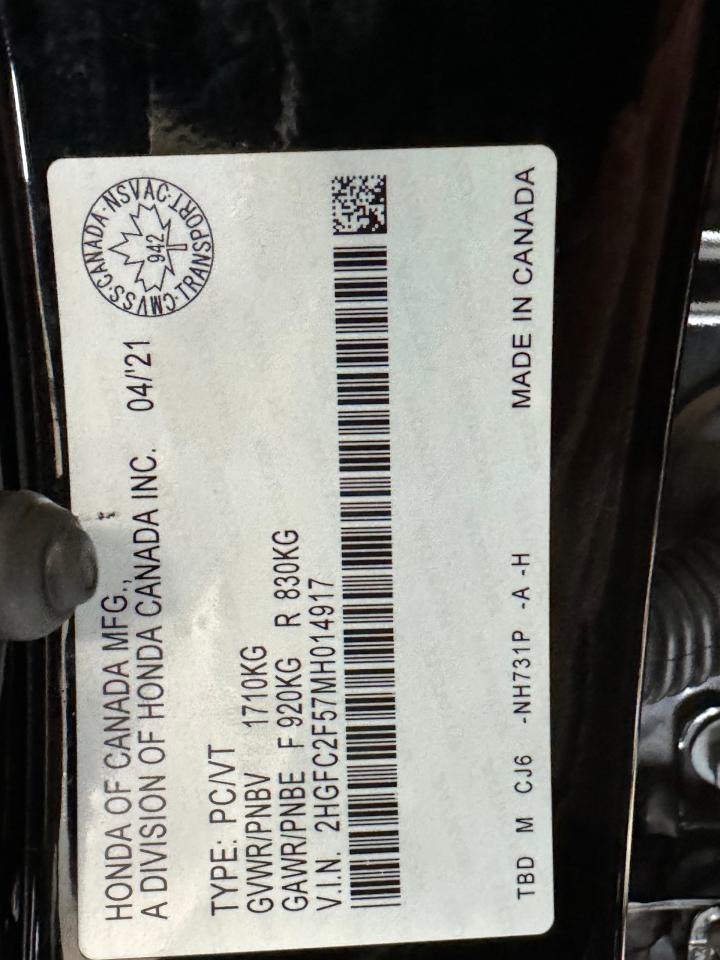 HONDA OF CANADA MFG.,
A DIVISION OF HONDA CANADA INC. 04/'21
CMVSS·CANADA·NSVAC·TRANSPORT·C
942
TYPE: PC/VT
GVWR/PNBV 1710KG
GAWR/PNBE F 920KG R 830KG
V.I.N. 2HGFC2F57MH014917
TBD M CJ6 -NH731P -A -H MADE IN CANADA